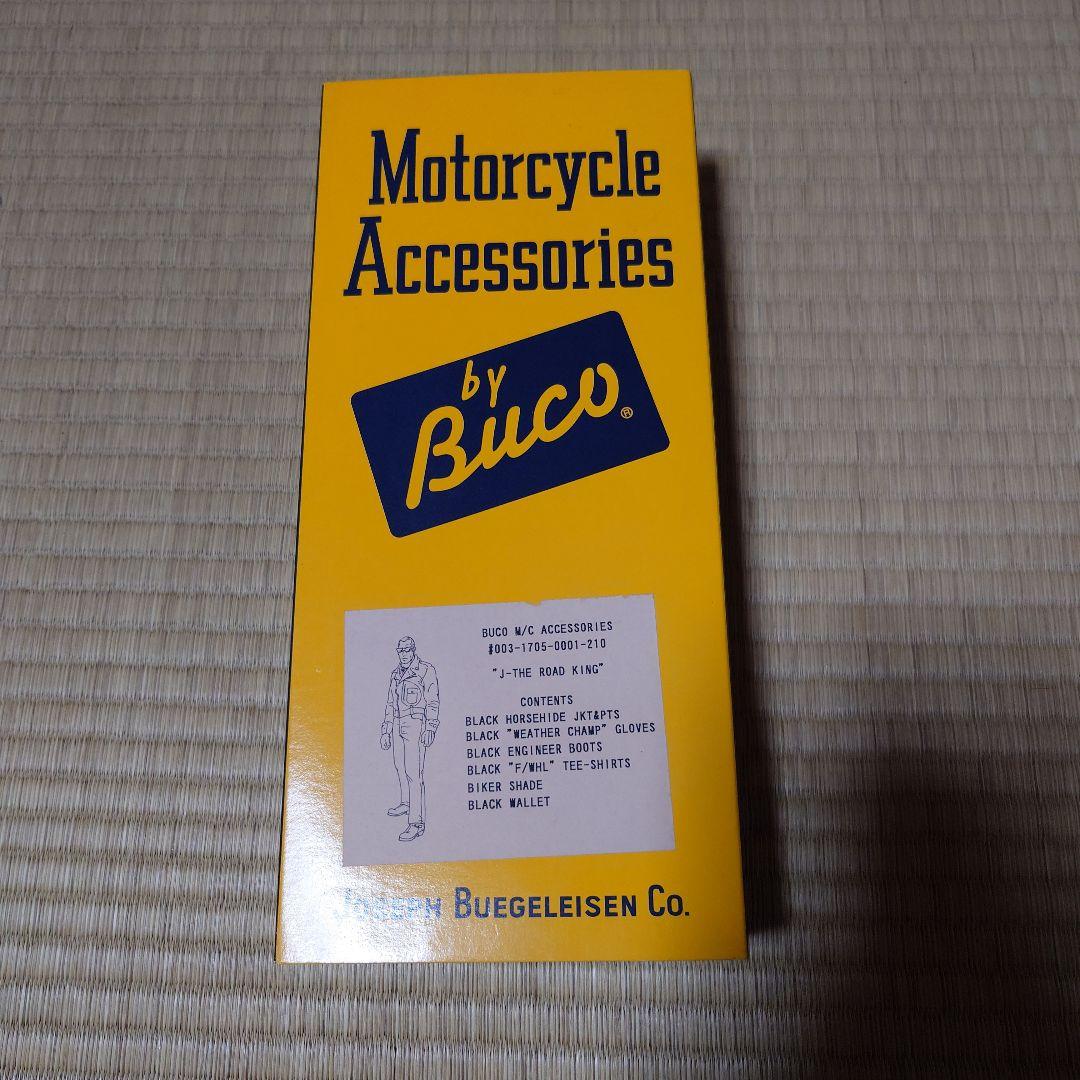 Motorcycle
Accessories
by
Buco®
BUCO M/C ACCESSORIES
#003-1705-0001-210
"J-THE ROAD KING"
CONTENTS
BLACK HORSEHIDE JKT&PTS
BLACK "WEATHER CHAMP" GLOVES
BLACK ENGINEER BOOTS
BLACK "F/WHL" TEE-SHIRTS
BIKER SHADE
BLACK WALLET
JOSEPH BUEGELEISEN CO.